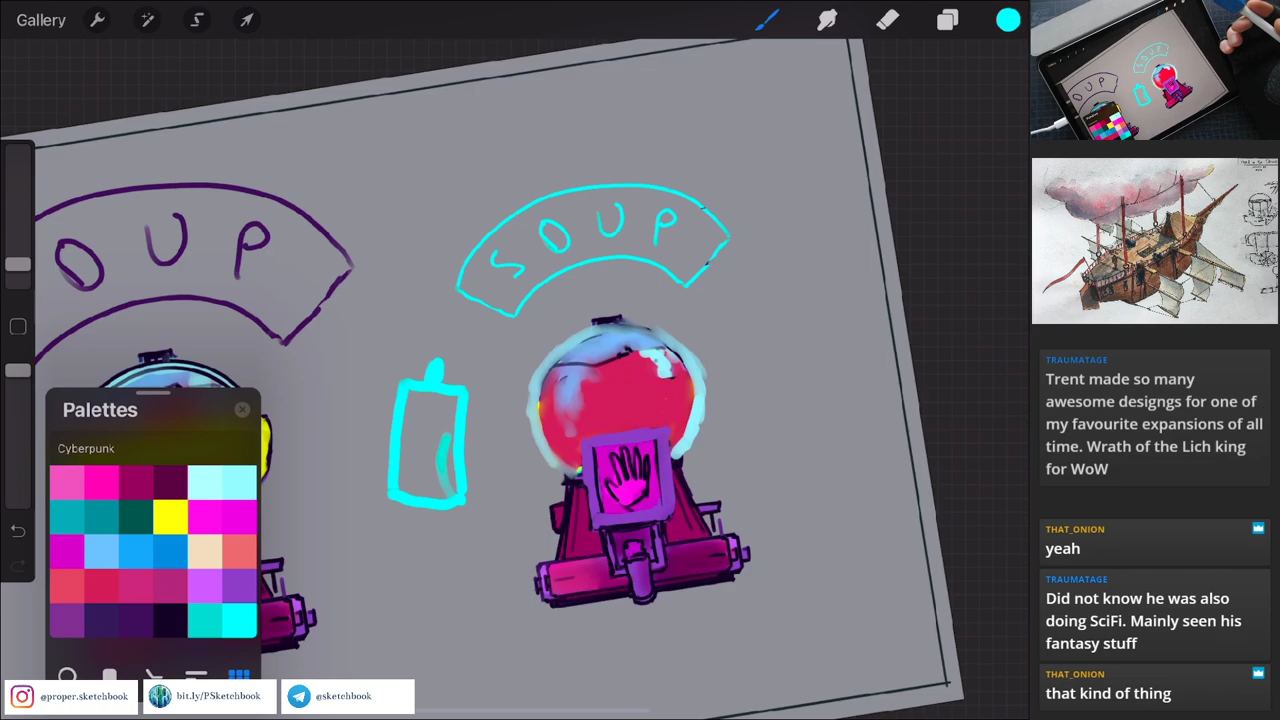 Gallery
OUP
SOUP
Palettes
Cyberpunk
TRAUMATAGE
Trent made so many
awesome designgs for one of
my favourite expansions of all
time. Wrath of the Lich king
for WoW
THAT_ONION
yeah
TRAUMATAGE
Did not know he was also
doing SciFi. Mainly seen his
fantasy stuff
THAT_ONION
that kind of thing
@proper.sketchbook
bit.ly/PSketchbook
@sketchbook